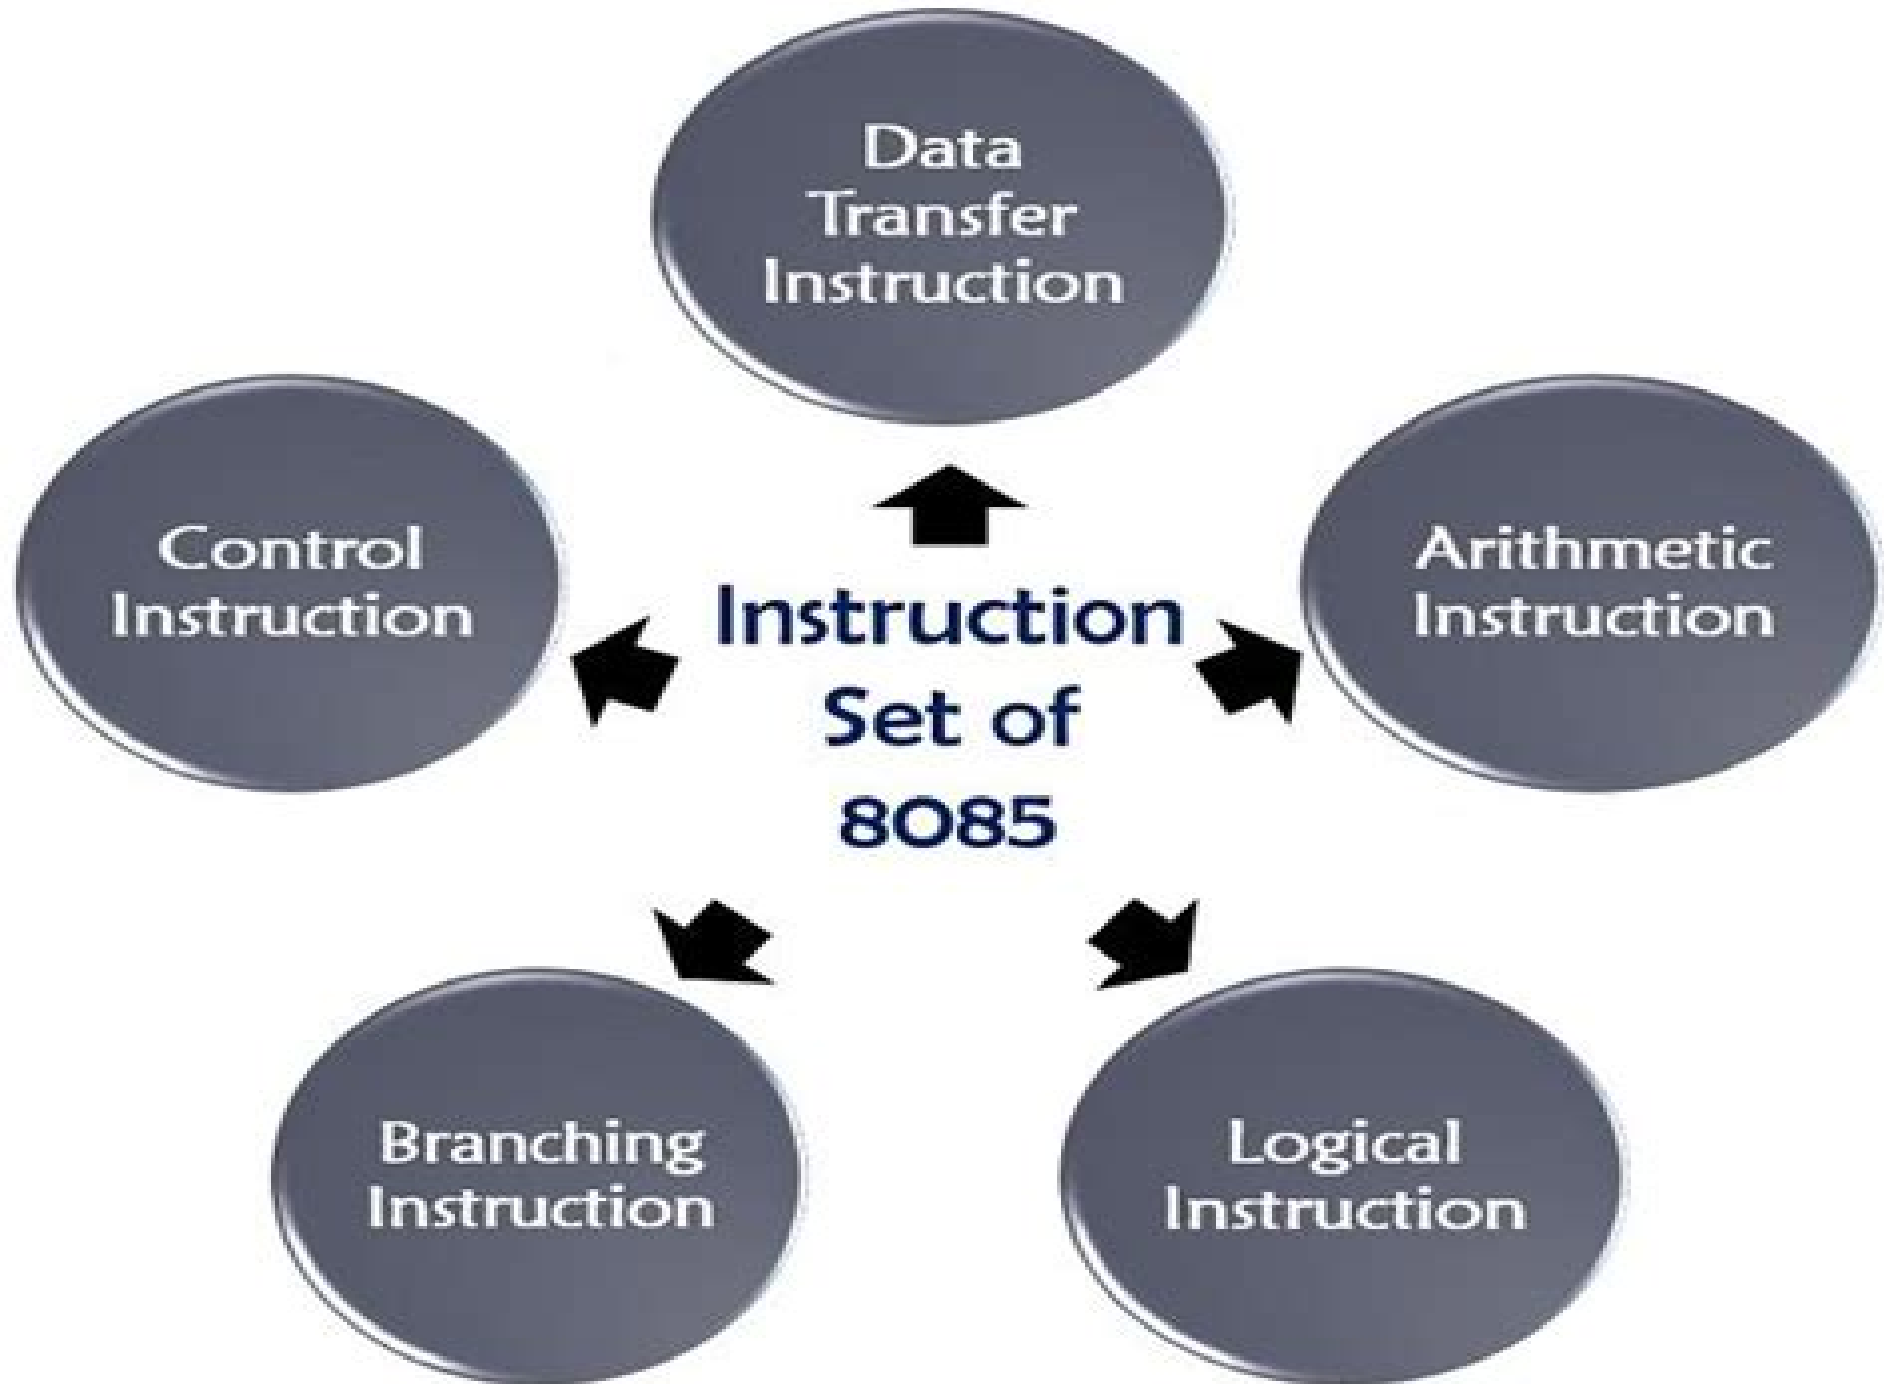 Data
Transfer
Instruction
Control
Instruction
Arithmetic
Instruction
Instruction
Set of
8085
Branching
Instruction
Logical
Instruction